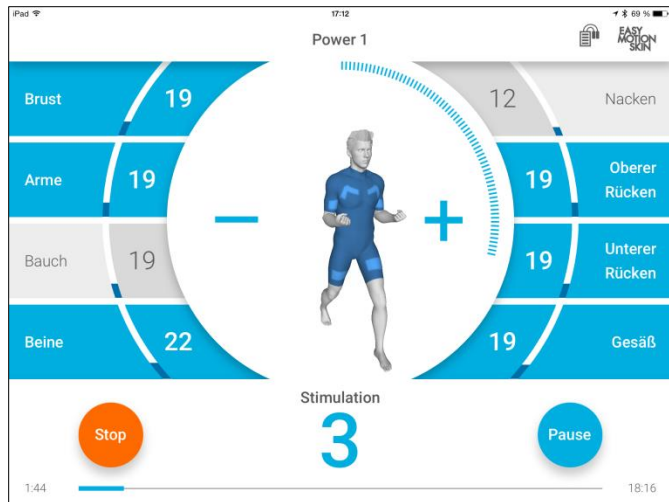 iPad
17:12
69 %
Power 1
EASY
MOTION
SKIN
Brust
19
12
Nacken
Arme
19
19
Oberer
Rücken
Bauch
19
19
Unterer
Rücken
Beine
22
19
Gesäß
Stimulation
3
Stop
Pause
1:44
18:16